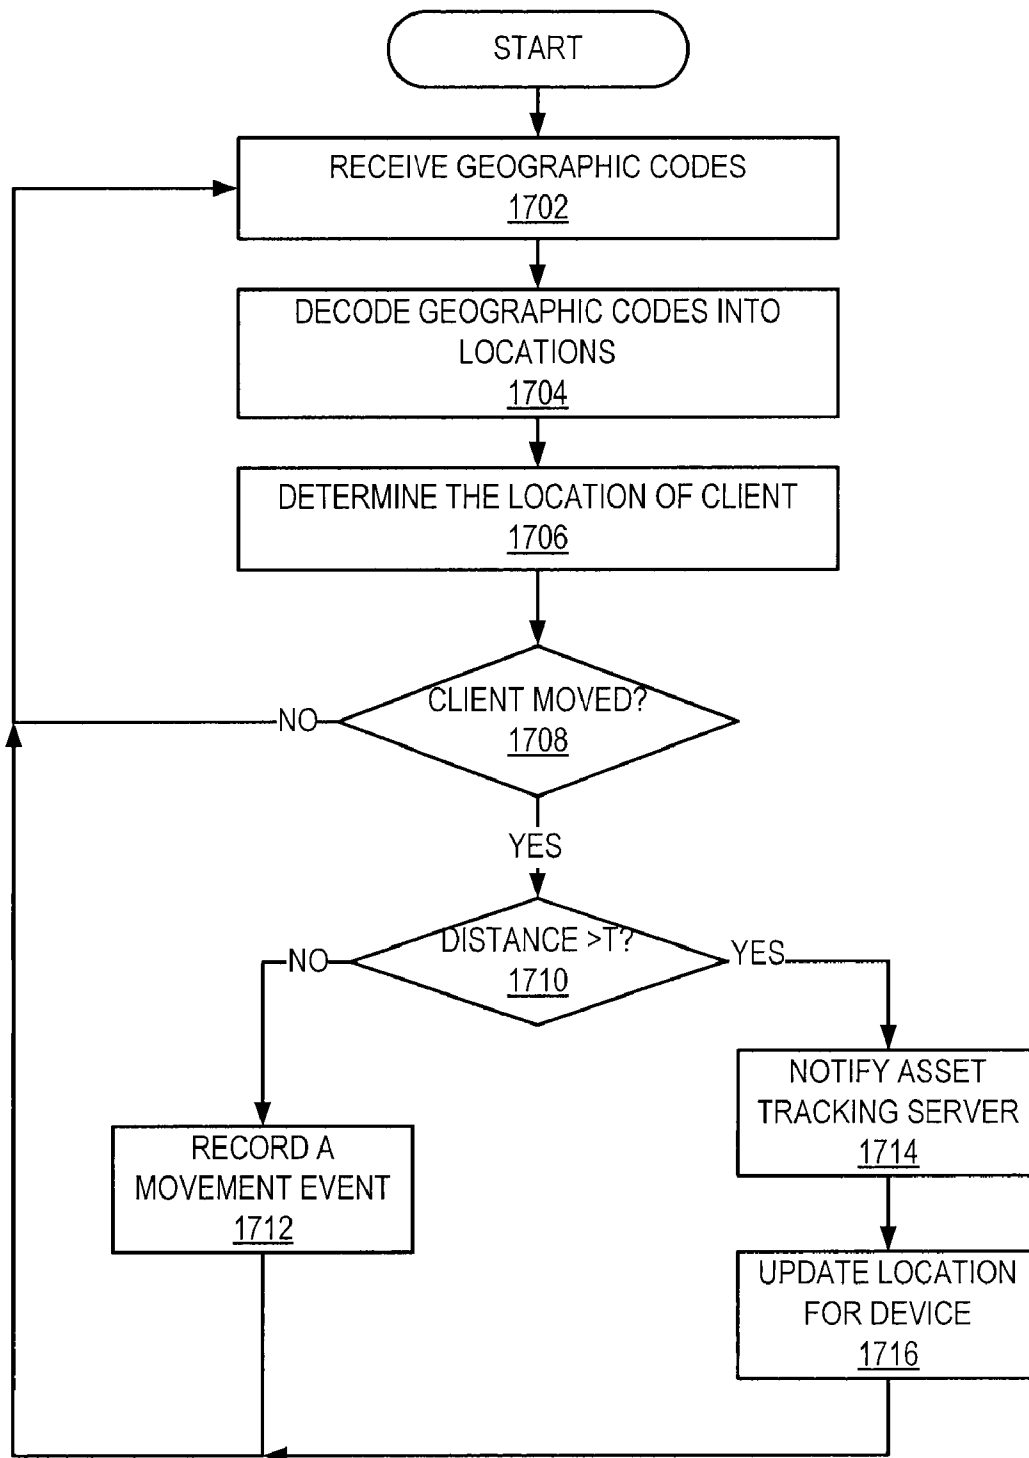 START
RECEIVE GEOGRAPHIC CODES
1702
DECODE GEOGRAPHIC CODES INTO
LOCATIONS
1704
DETERMINE THE LOCATION OF CLIENT
1706
CLIENT MOVED?
1708
NO
YES
DISTANCE >T?
1710
NO
YES
NOTIFY ASSET
TRACKING SERVER
1714
RECORD A
MOVEMENT EVENT
1712
UPDATE LOCATION
FOR DEVICE
1716